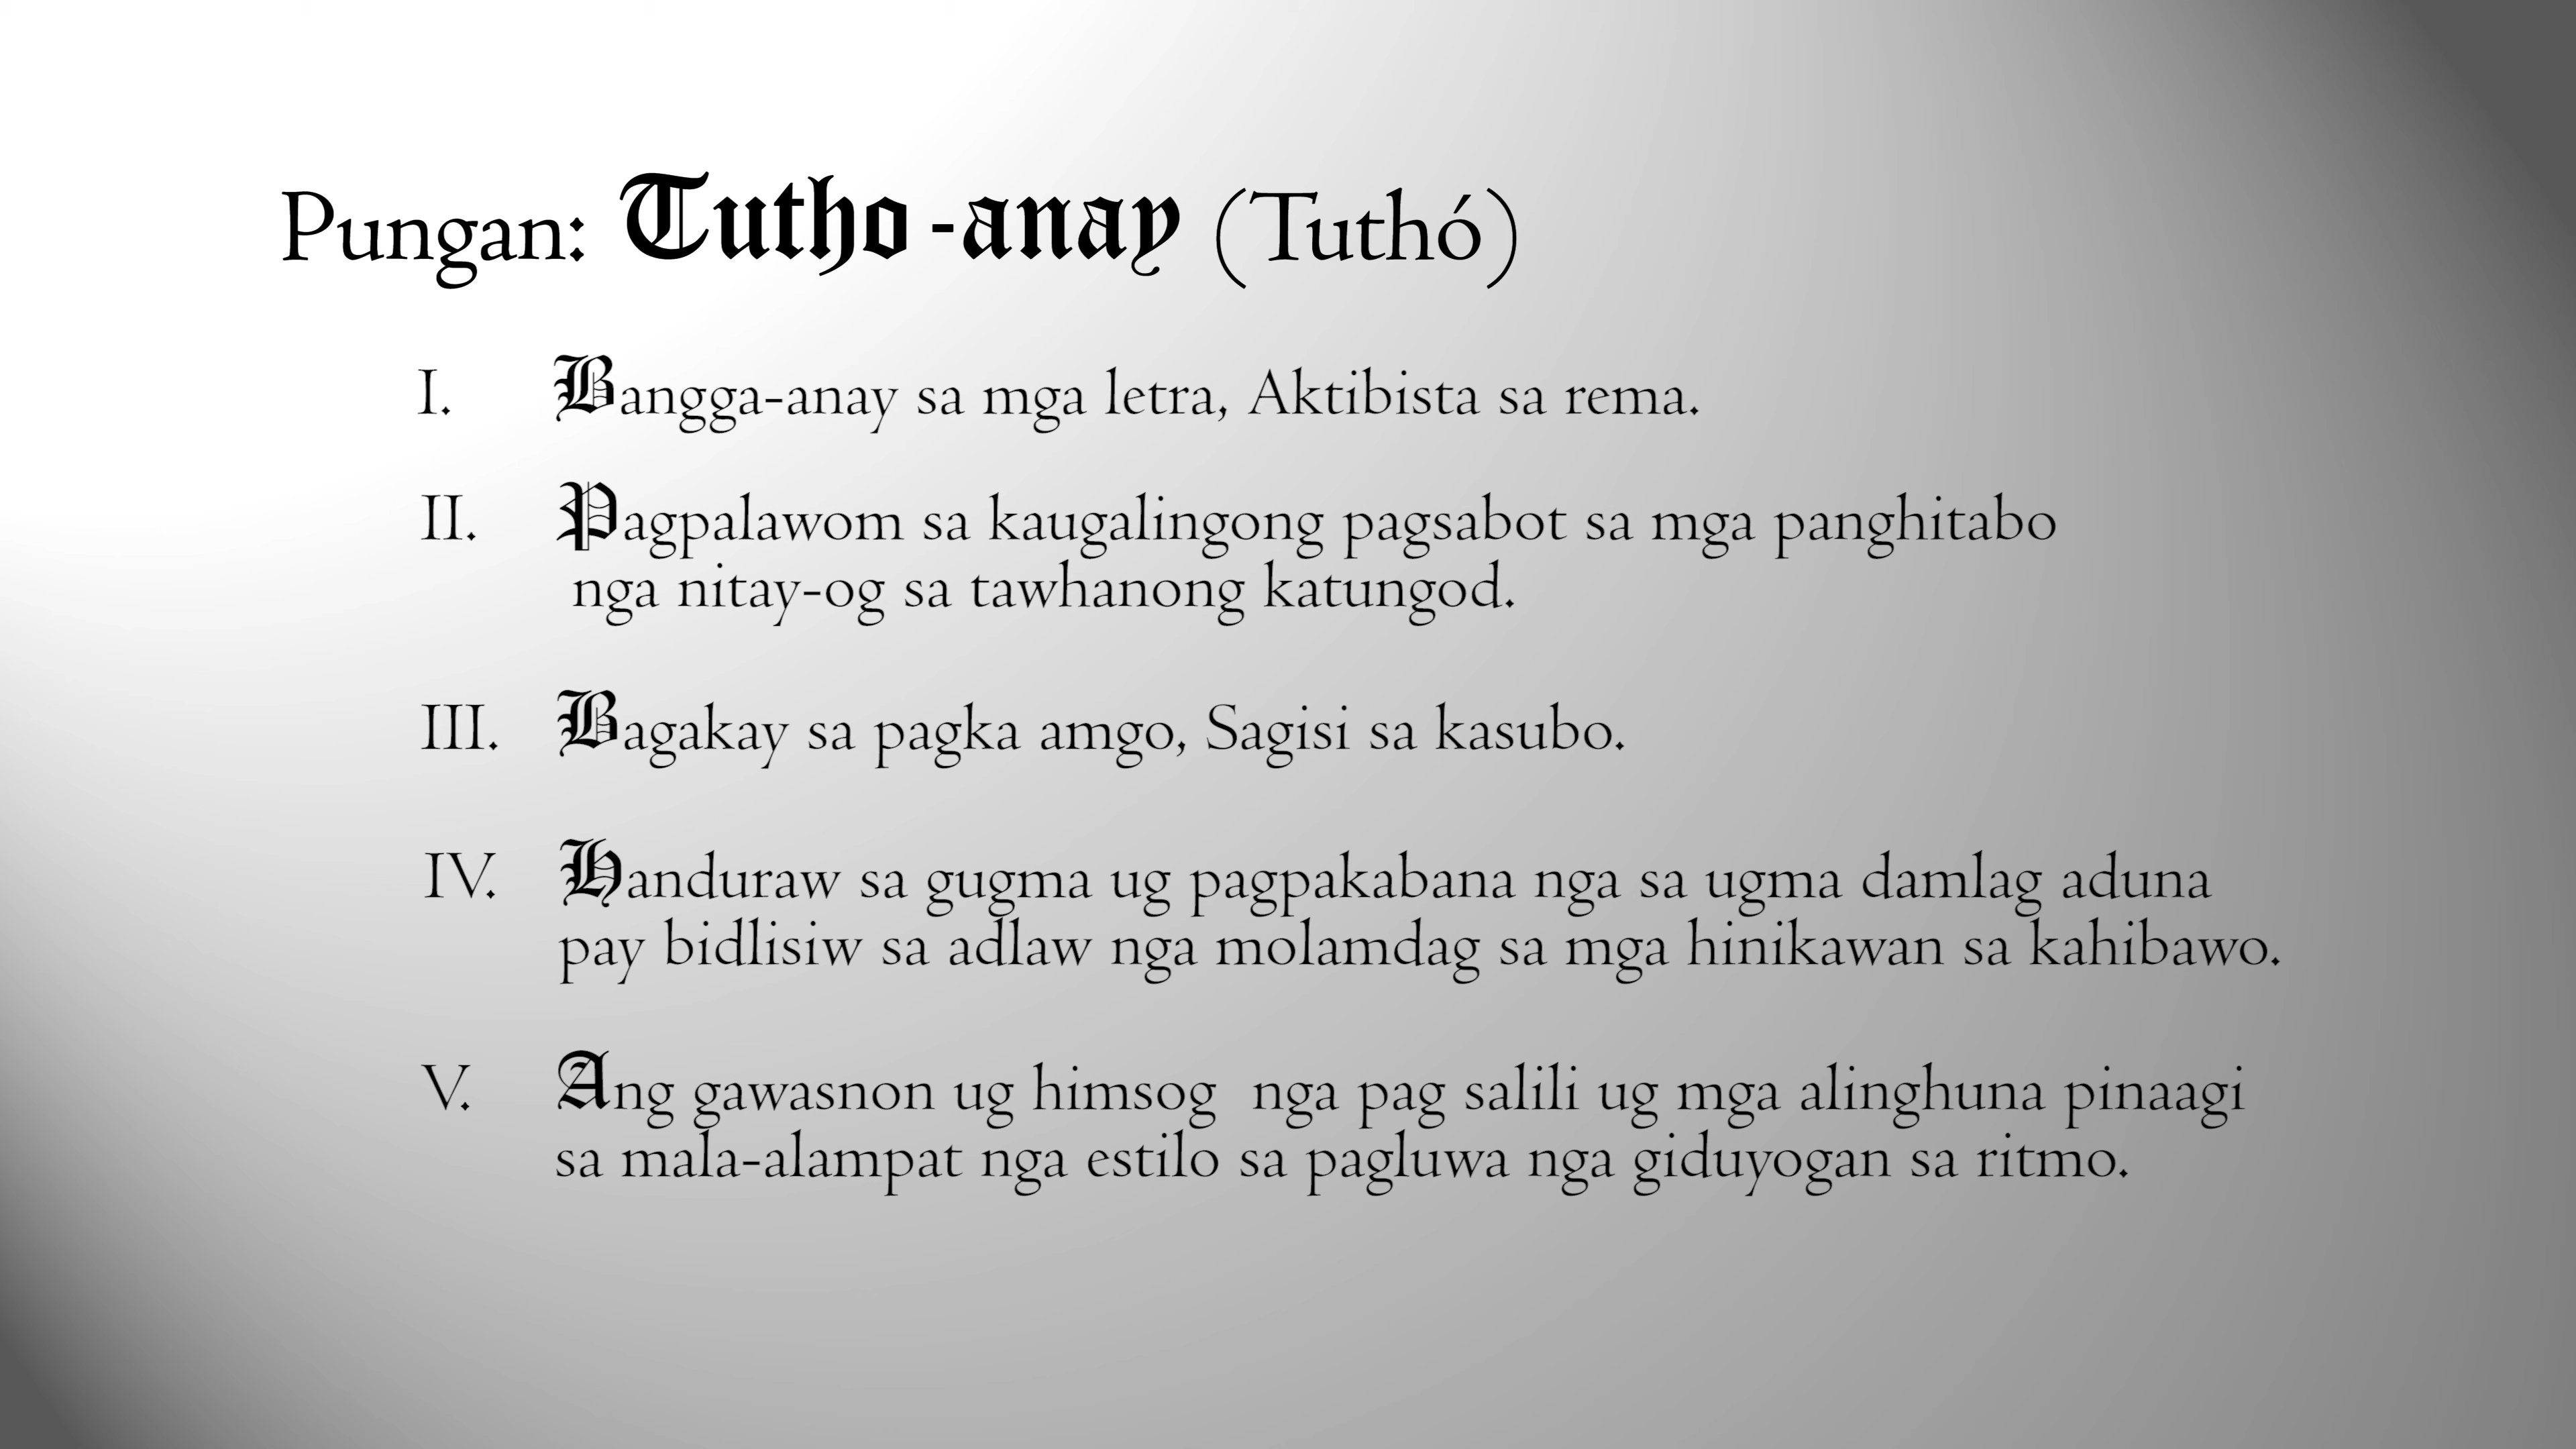 Pungan: Tutho-anay (Tuthó)
I. Bangga-anay sa mga letra, Aktibista sa rema.
II. Pagpalawom sa kaugalingong pagsabot sa mga panghitabo
nga nitay-og sa tawhanong katungod.
III. Bagakay sa pagka amgo, Sagisi sa kasubo.
IV. Handuraw sa gugma ug pagpakabana nga sa ugma damlag aduna
pay bidlisiw sa adlaw nga molamdag sa mga hinikawan sa kahibawo.
V. Ang gawasnon ug himsog nga pag salili ug mga alinghuna pinaagi
sa mala-alampat nga estilo sa pagluwa nga giduyogan sa ritmo.